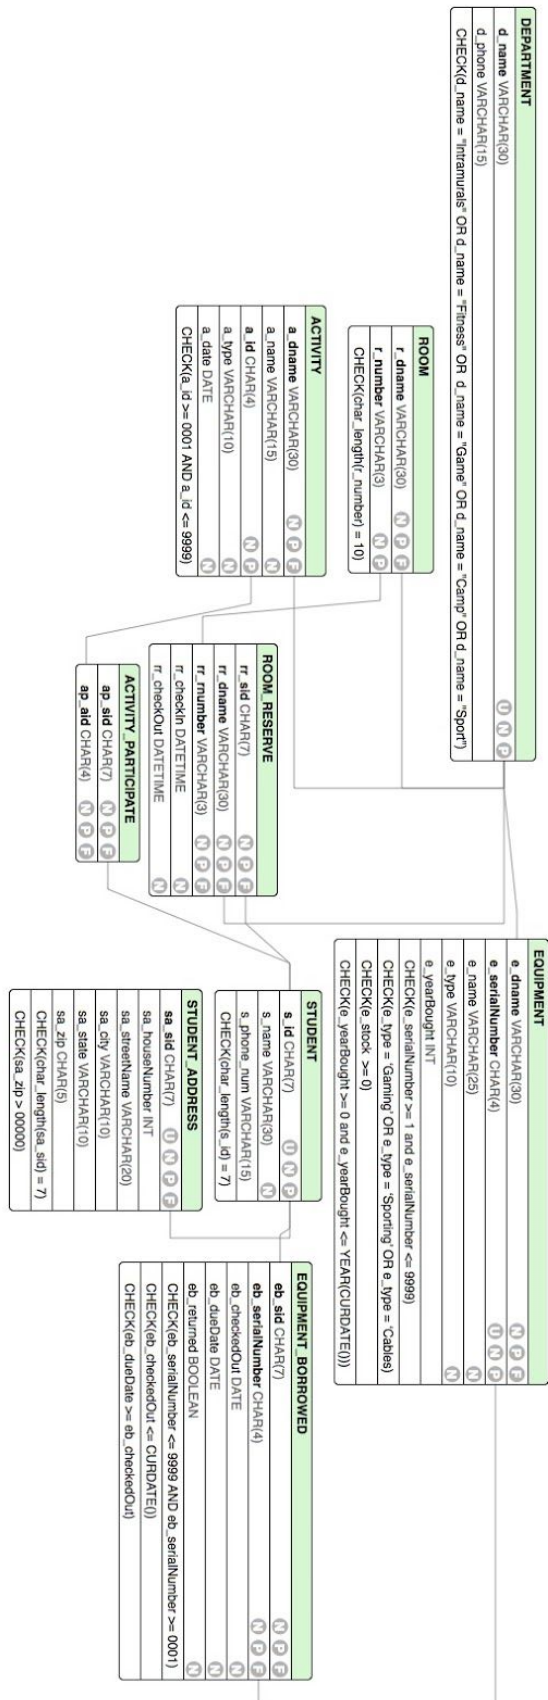 DEPARTMENT
d_name VARCHAR(30) U N P
d_phone VARCHAR(15)
CHECK(d_name = "Intramurals" OR d_name = "Fitness" OR d_name = "Game" OR d_name = "Camp" OR d_name = "Sport")
ROOM
r_dname VARCHAR(30) N P F
r_number VARCHAR(3) N P
CHECK(char_length(r_number) = 10)
ACTIVITY
a_dname VARCHAR(30) N P F
a_name VARCHAR(15) N
a_id CHAR(4) N P
a_type VARCHAR(10) N
a_date DATE N
CHECK(a_id >= 0001 AND a_id <= 9999)
ROOM_RESERVE
rr_sid CHAR(7) N P F
rr_dname VARCHAR(30) N P F
rr_rnumber VARCHAR(3) N P F
rr_checkIn DATETIME N
rr_checkOut DATETIME N
ACTIVITY_PARTICIPATE
ap_sid CHAR(7) N P F
ap_aid CHAR(4) N P F
EQUIPMENT
e_dname VARCHAR(30) N P F
e_serialNumber CHAR(4) U N P
e_name VARCHAR(25) N
e_type VARCHAR(10) N
e_yearBought INT
CHECK(e_serialNumber >= 1 and e_serialNumber <= 9999)
CHECK(e_type = 'Gaming' OR e_type = 'Sporting' OR e_type = 'Cables)
CHECK(e_stock >= 0)
CHECK(e_yearBought >= 0 and e_yearBought <= YEAR(CURDATE()))
STUDENT
s_id CHAR(7) U N P
s_name VARCHAR(30) N
s_phone_num VARCHAR(15)
CHECK(char_length(s_id) = 7)
STUDENT_ADDRESS
sa_sid CHAR(7) U N P F
sa_houseNumber INT
sa_streetName VARCHAR(20)
sa_city VARCHAR(10)
sa_state VARCHAR(10)
sa_zip CHAR(5)
CHECK(char_length(sa_sid) = 7)
CHECK(sa_zip > 00000)
EQUIPMENT_BORROWED
eb_sid CHAR(7) N P F
eb_serialNumber CHAR(4) N P F
eb_checkedOut DATE N
eb_dueDate DATE N
eb_returned BOOLEAN N
CHECK(eb_serialNumber <= 9999 AND eb_serialNumber >= 0001)
CHECK(eb_checkedOut <= CURDATE())
CHECK(eb_dueDate >= eb_checkedOut)